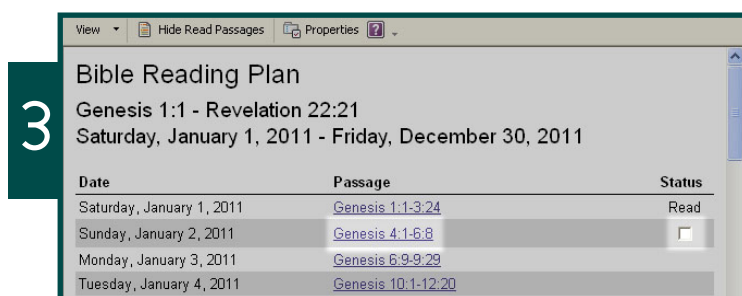 View Hide Read Passages Properties ?
3
Bible Reading Plan
Genesis 1:1 - Revelation 22:21
Saturday, January 1, 2011 - Friday, December 30, 2011
Date Passage Status
Saturday, January 1, 2011 Genesis 1:1-3:24 Read
Sunday, January 2, 2011 Genesis 4:1-6:8
Monday, January 3, 2011 Genesis 6:9-9:29
Tuesday, January 4, 2011 Genesis 10:1-12:20